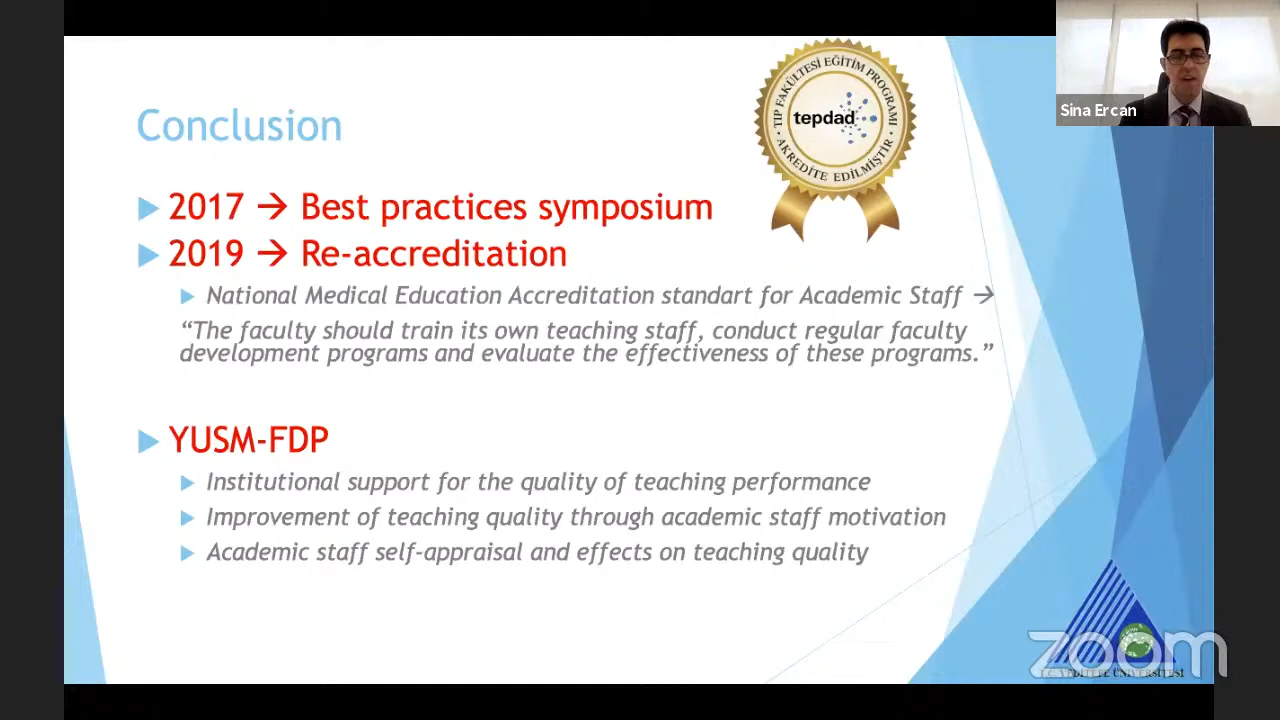 Sina Ercan
TIP FAKÜLTESİ EĞİTİM PROGRAMI
tepdad
AKREDİTE EDİLMİŞTİR
Conclusion
2017 → Best practices symposium
2019 → Re-accreditation
National Medical Education Accreditation standart for Academic Staff →
“The faculty should train its own teaching staff, conduct regular faculty
development programs and evaluate the effectiveness of these programs.”
YUSM-FDP
Institutional support for the quality of teaching performance
Improvement of teaching quality through academic staff motivation
Academic staff self-appraisal and effects on teaching quality
zoom
ÜNİVERSİTESİ